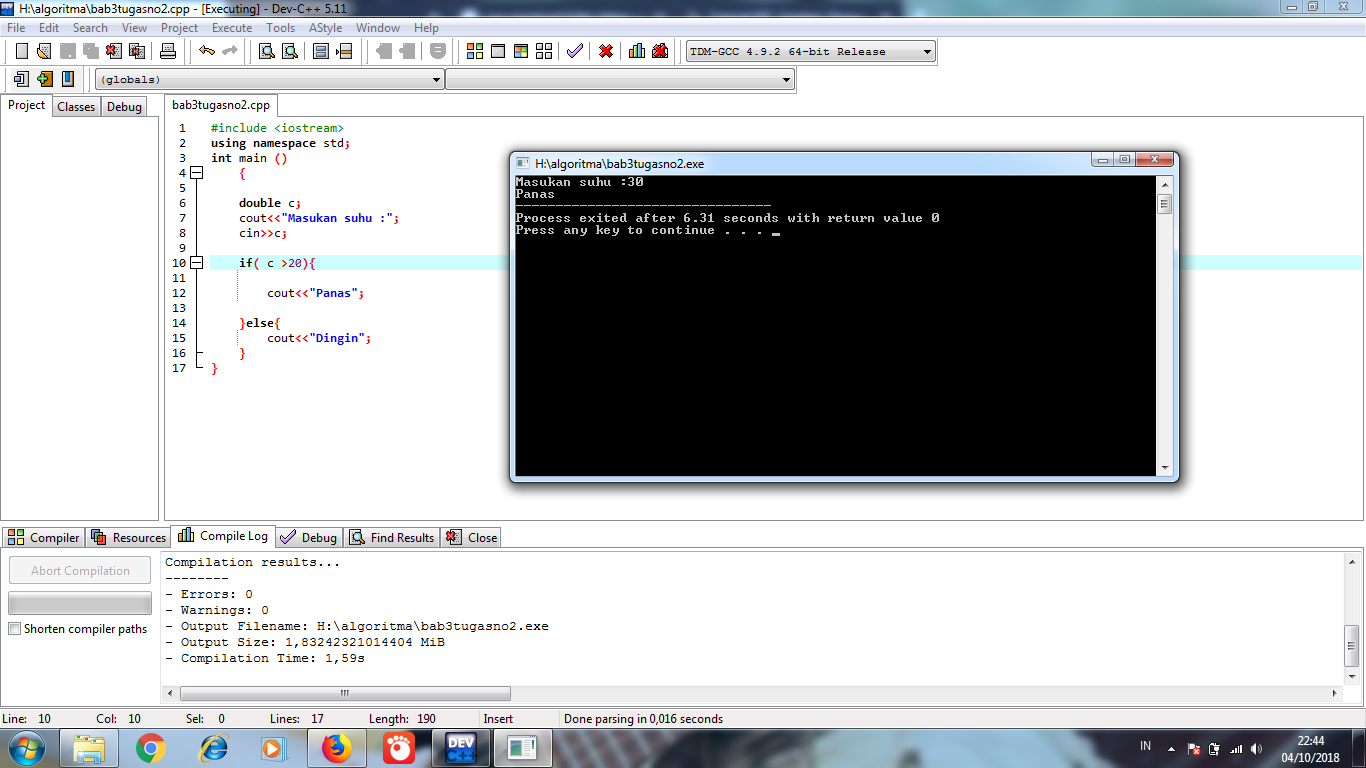 H:\algoritma\bab3tugasno2.cpp - [Executing] - Dev-C++ 5.11
File Edit Search View Project Execute Tools AStyle Window Help
TDM-GCC 4.9.2 64-bit Release
(globals)
Project Classes Debug
bab3tugasno2.cpp
1 #include <iostream>
2 using namespace std;
3 int main ()
4 {
5
6 double c;
7 cout<<"Masukan suhu :";
8 cin>>c;
9
10 if( c >20){
11
12 cout<<"Panas";
13
14 }else{
15 cout<<"Dingin";
16 }
17 }
H:\algoritma\bab3tugasno2.exe
Masukan suhu :30
Panas
--------------------------------
Process exited after 6.31 seconds with return value 0
Press any key to continue . . . _
Compiler Resources Compile Log Debug Find Results Close
Abort Compilation
Shorten compiler paths
Compilation results...
--------
- Errors: 0
- Warnings: 0
- Output Filename: H:\algoritma\bab3tugasno2.exe
- Output Size: 1,83242321014404 MiB
- Compilation Time: 1,59s
Line: 10 Col: 10 Sel: 0 Lines: 17 Length: 190 Insert Done parsing in 0,016 seconds
DEV C++
IN
22:44
04/10/2018